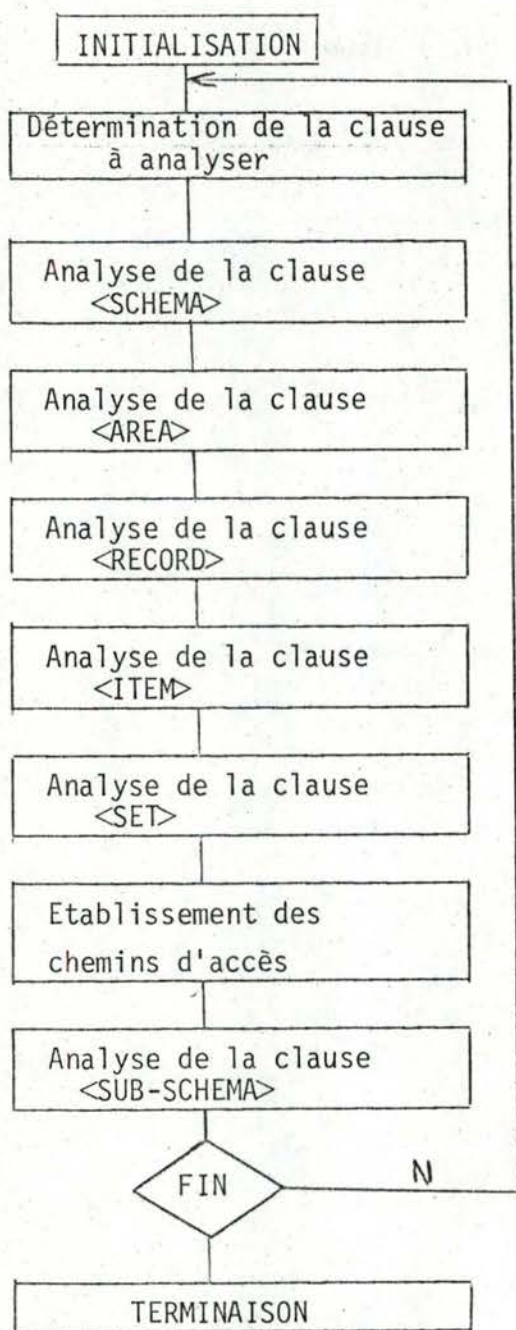 INITIALISATION
Détermination de la clause
à analyser
Analyse de la clause
<SCHEMA>
Analyse de la clause
<AREA>
Analyse de la clause
<RECORD>
Analyse de la clause
<ITEM>
Analyse de la clause
<SET>
Etablissement des
chemins d'accès
Analyse de la clause
<SUB-SCHEMA>
FIN
N
TERMINAISON